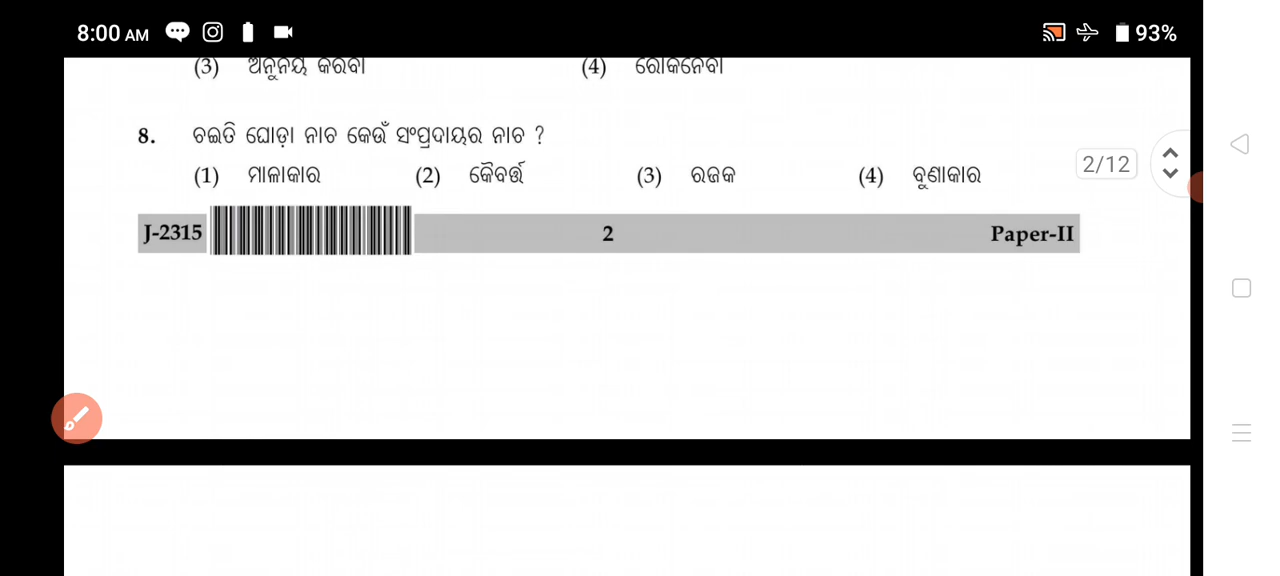 8:00 AM 93%
(3) ଅନୁନୟ କରିବା (4) ରୋକିନେବା
8. ଚଇତି ଘୋଡ଼ା ନାଚ କେଉଁ ସଂପ୍ରଦାୟର ନାଚ ?
2/12
(1) ମାଳାକାର (2) କୈବର୍ତ୍ତ (3) ରଜକ (4) ବୁଣାକାର
J-2315 2 Paper-II